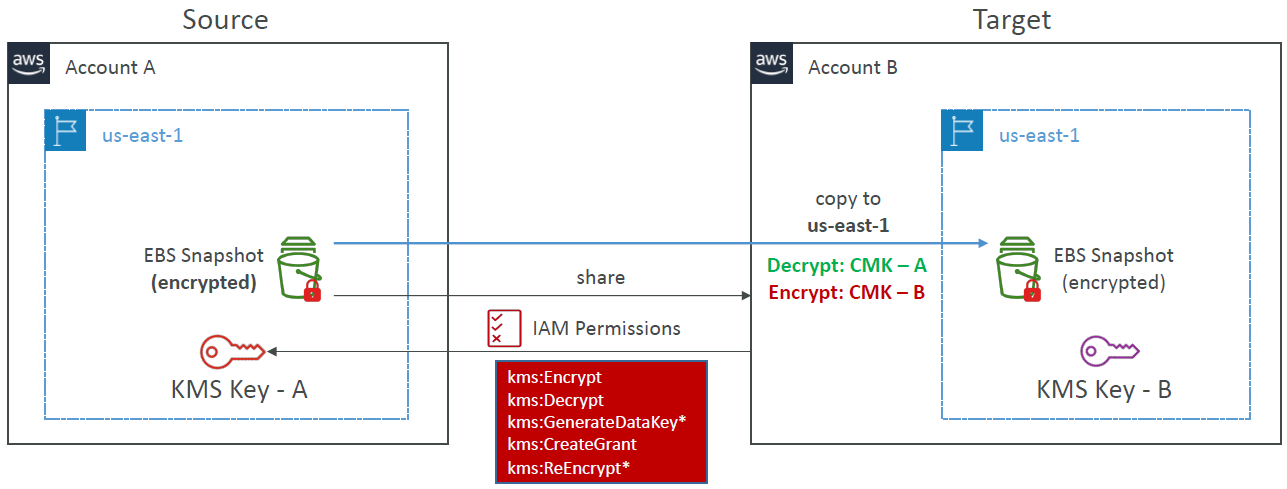 Source
Target
aws
Account A
aws
Account B
us-east-1
us-east-1
copy to
us-east-1
EBS Snapshot
(encrypted)
Decrypt: CMK – A
Encrypt: CMK – B
EBS Snapshot
(encrypted)
share
IAM Permissions
KMS Key - A
KMS Key - B
kms:Encrypt
kms:Decrypt
kms:GenerateDataKey*
kms:CreateGrant
kms:ReEncrypt*